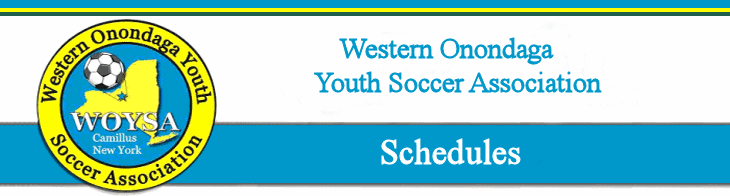 Western Onondaga Youth
WOYSA
Camillus
New York
Soccer Association
Western Onondaga
Youth Soccer Association
Schedules